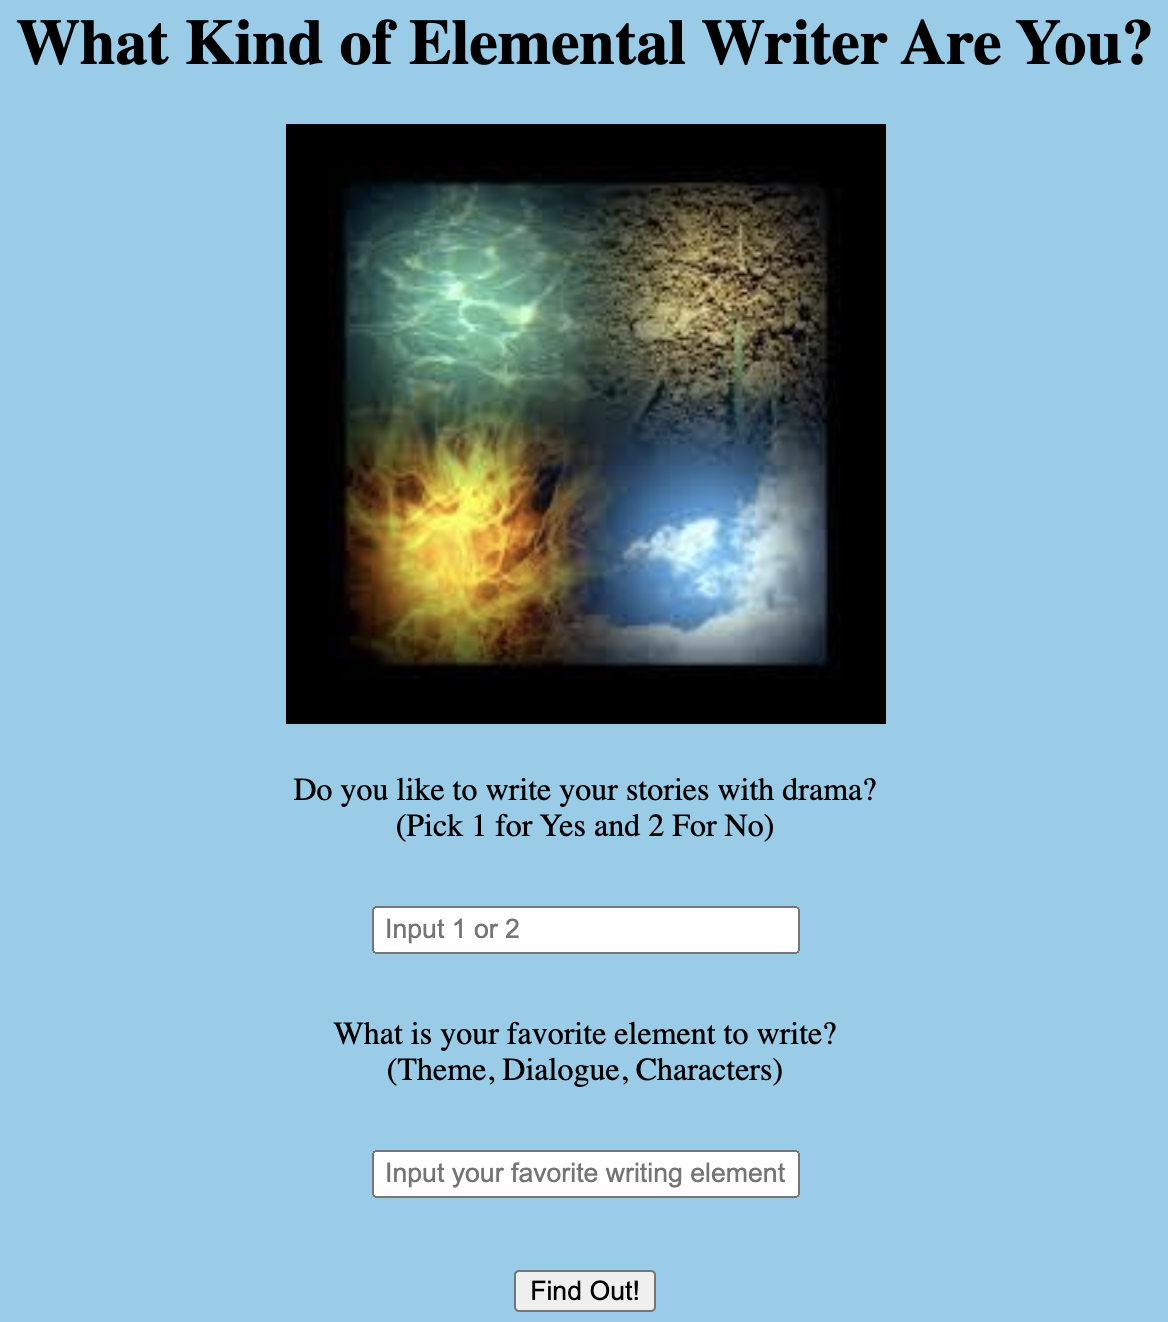 What Kind of Elemental Writer Are You?
Do you like to write your stories with drama?
(Pick 1 for Yes and 2 For No)
Input 1 or 2
What is your favorite element to write?
(Theme, Dialogue, Characters)
Input your favorite writing element
Find Out!